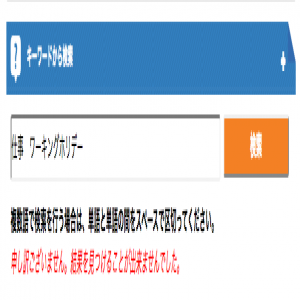 キーワードから検索
仕事 ワーキングホリデー
検索
複数語で検索を行う場合は、単語と単語の間をスペースで区切ってください。
申し訳ございません。結果を見つけることが出来ませんでした。